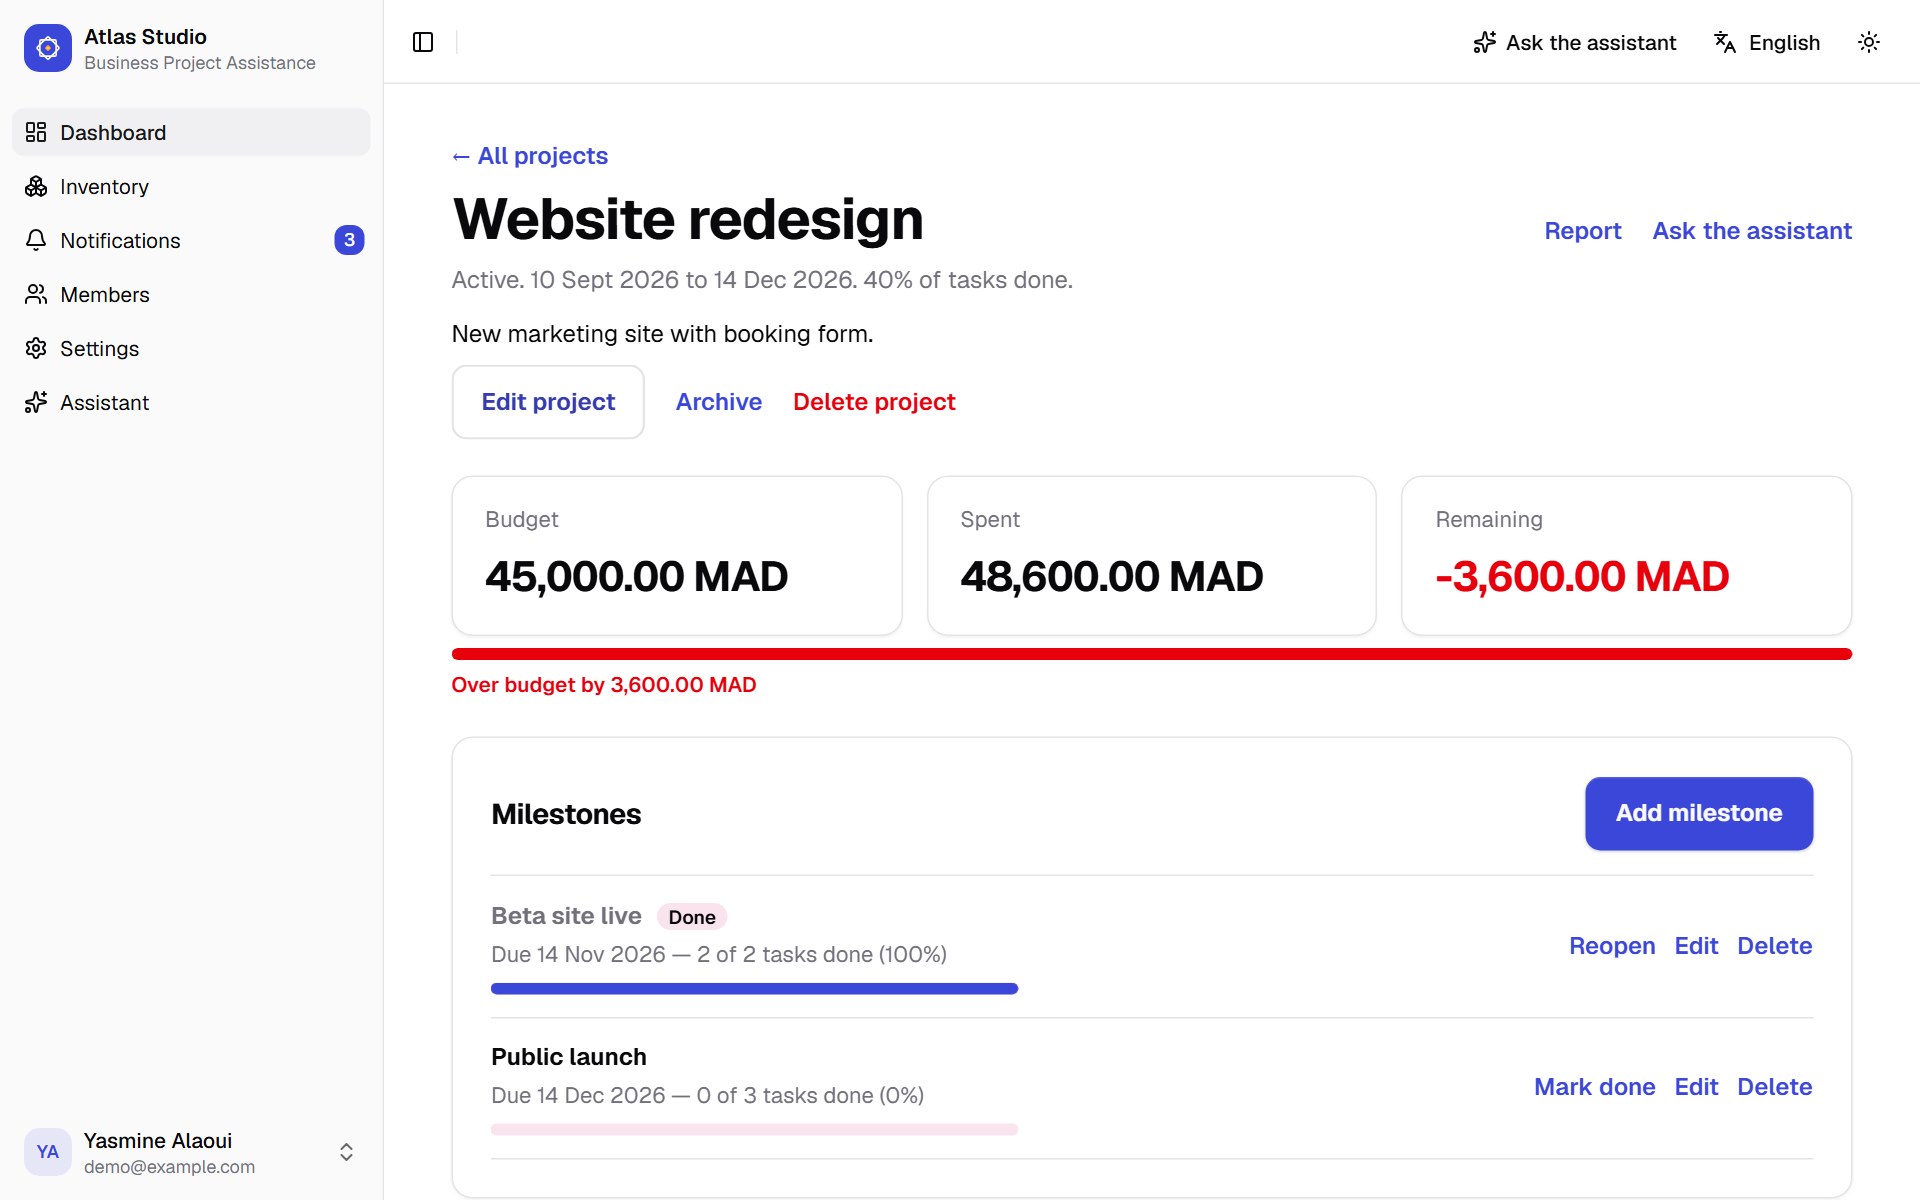 Atlas Studio
Business Project Assistance
Dashboard
Inventory
Notifications 3
Members
Settings
Assistant
YA
Yasmine Alaoui
demo@example.com
Ask the assistant
English
← All projects
Website redesign
Report Ask the assistant
Active. 10 Sept 2026 to 14 Dec 2026. 40% of tasks done.
New marketing site with booking form.
Edit project Archive Delete project
Budget
45,000.00 MAD
Spent
48,600.00 MAD
Remaining
-3,600.00 MAD
Over budget by 3,600.00 MAD
Milestones
Add milestone
Beta site live Done
Due 14 Nov 2026 — 2 of 2 tasks done (100%)
Reopen Edit Delete
Public launch
Due 14 Dec 2026 — 0 of 3 tasks done (0%)
Mark done Edit Delete